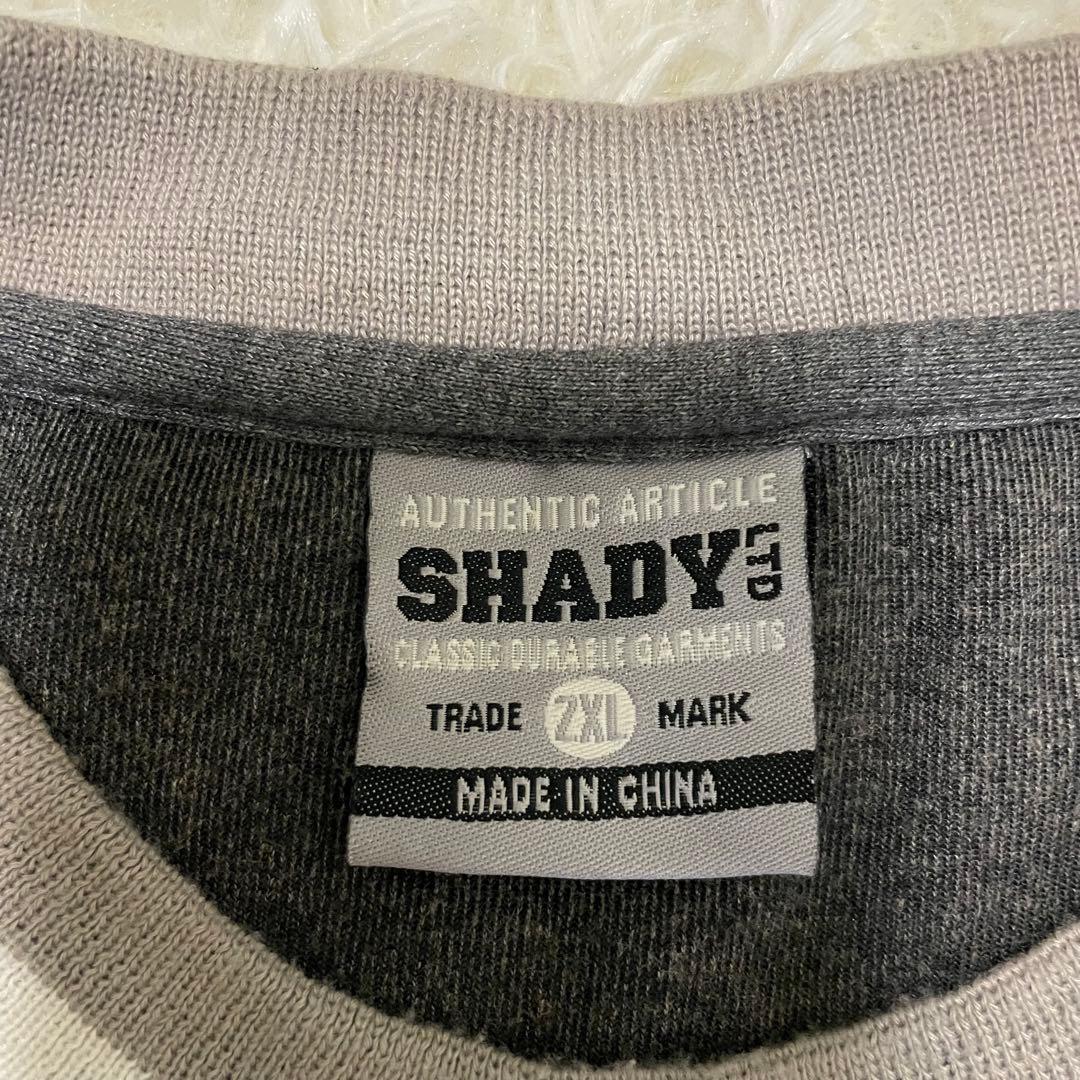 AUTHENTIC ARTICLE
SHADY LTD
CLASSIC DURABLE GARMENTS
TRADE 2XL MARK
MADE IN CHINA